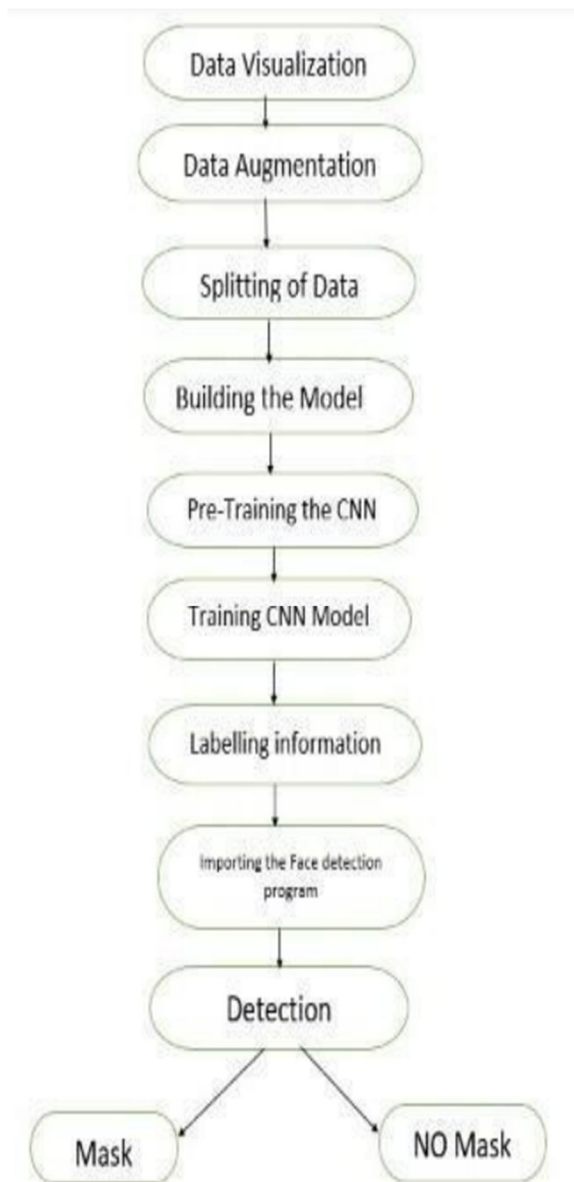 Data Visualization
Data Augmentation
Splitting of Data
Building the Model
Pre-Training the CNN
Training CNN Model
Labelling information
Importing the Face detection
program
Detection
Mask
NO Mask